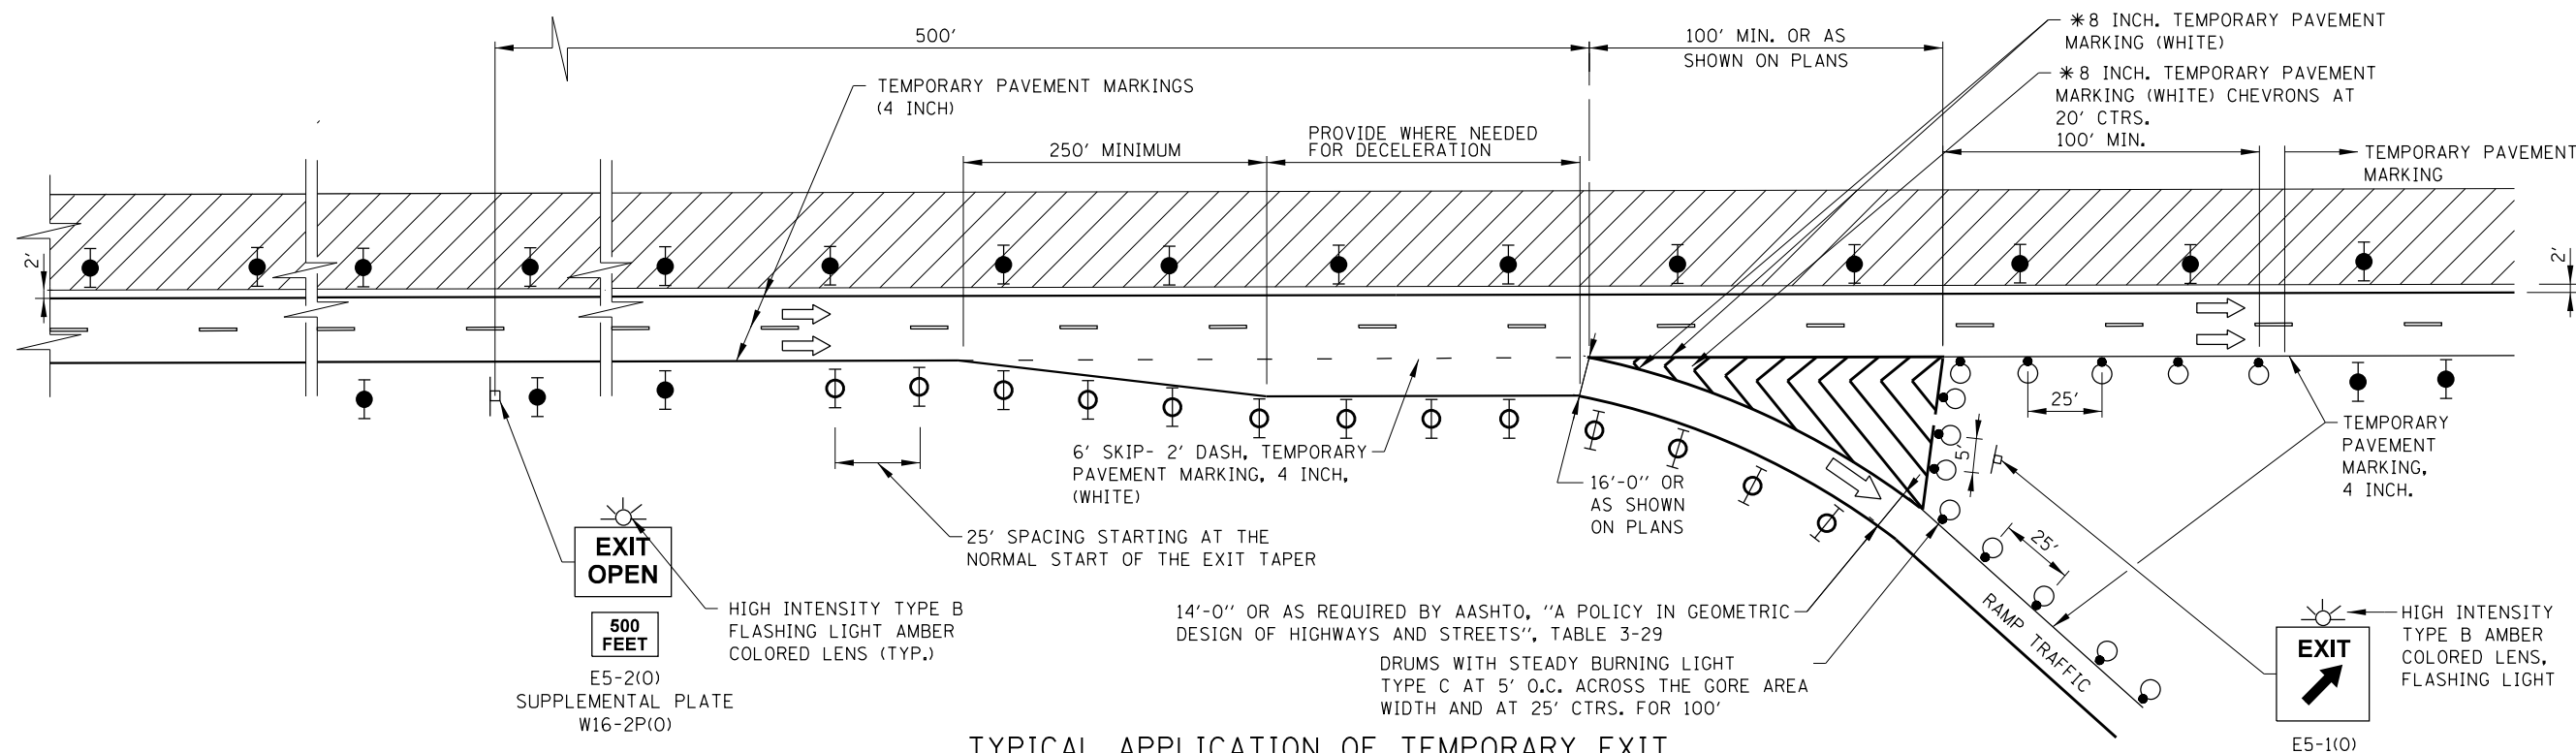 500'
100' MIN. OR AS
SHOWN ON PLANS
*8 INCH. TEMPORARY PAVEMENT
MARKING (WHITE)
*8 INCH. TEMPORARY PAVEMENT
MARKING (WHITE) CHEVRONS AT
20' CTRS.
100' MIN.
TEMPORARY PAVEMENT MARKINGS
(4 INCH)
250' MINIMUM
PROVIDE WHERE NEEDED
FOR DECELERATION
TEMPORARY PAVEMENT
MARKING
2'
2'
25'
5'
6' SKIP- 2' DASH, TEMPORARY
PAVEMENT MARKING, 4 INCH,
(WHITE)
16'-0" OR
AS SHOWN
ON PLANS
TEMPORARY
PAVEMENT
MARKING,
4 INCH.
25' SPACING STARTING AT THE
NORMAL START OF THE EXIT TAPER
25'
EXIT
OPEN
500
FEET
E5-2(O)
SUPPLEMENTAL PLATE
W16-2P(O)
HIGH INTENSITY TYPE B
FLASHING LIGHT AMBER
COLORED LENS (TYP.)
14'-0" OR AS REQUIRED BY AASHTO, "A POLICY IN GEOMETRIC
DESIGN OF HIGHWAYS AND STREETS", TABLE 3-29
DRUMS WITH STEADY BURNING LIGHT
TYPE C AT 5' O.C. ACROSS THE GORE AREA
WIDTH AND AT 25' CTRS. FOR 100'
RAMP TRAFFIC
HIGH INTENSITY
TYPE B AMBER
COLORED LENS,
FLASHING LIGHT
EXIT
E5-1(O)
TYPICAL APPLICATION OF TEMPORARY EXIT